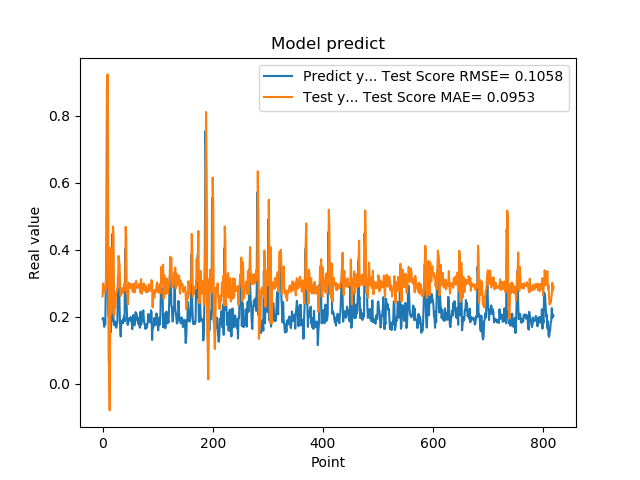 Model predict
Predict y... Test Score RMSE= 0.1058
Test y... Test Score MAE= 0.0953
Real value
0.8
0.6
0.4
0.2
0.0
0
200
400
600
800
Point